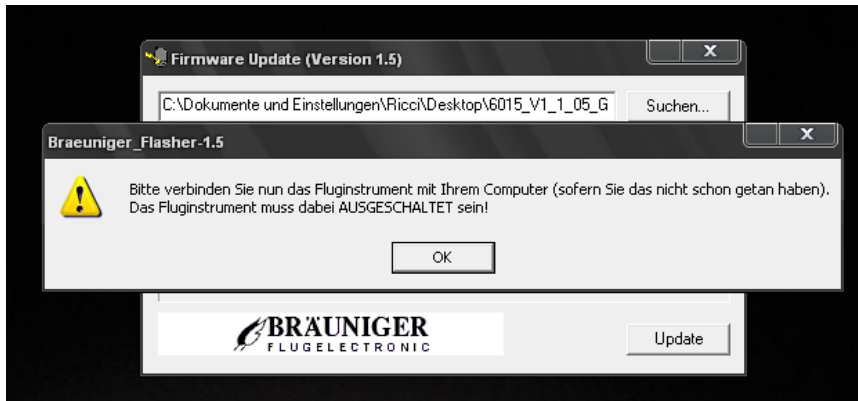 Firmware Update (Version 1.5)
X
C:\Dokumente und Einstellungen\Ricci\Desktop\6015_V1_1_05_G
Suchen...
Braeuniger_Flasher-1.5
X
Bitte verbinden Sie nun das Fluginstrument mit Ihrem Computer (sofern Sie das nicht schon getan haben).
Das Fluginstrument muss dabei AUSGESCHALTET sein!
OK
BRÄUNIGER
FLUGELECTRONIC
Update